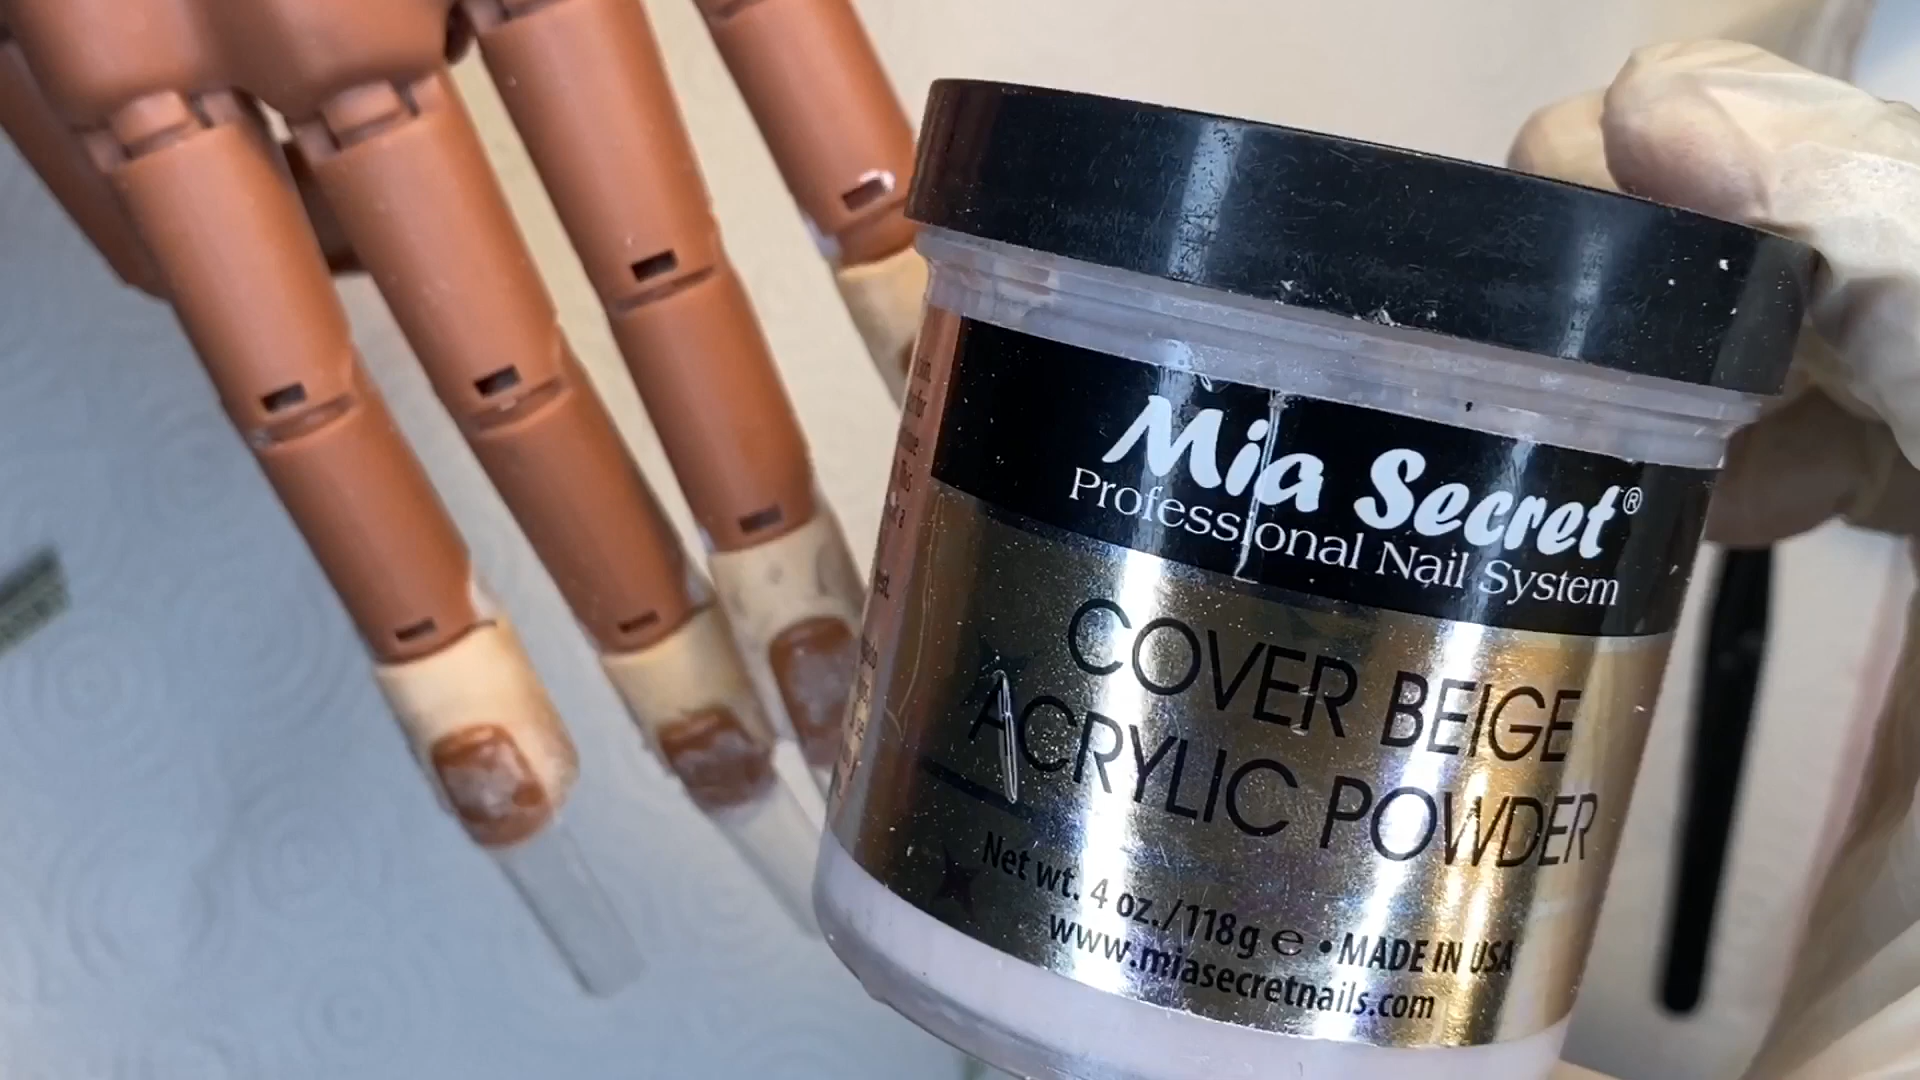 Mia Secret®
Professional Nail System
COVER BEIGE
ACRYLIC POWDER
Net wt. 4 oz./118g ℮ • MADE IN USA
www.miasecretnails.com